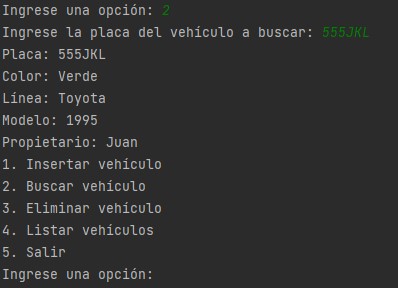 Ingrese una opción: 2
Ingrese la placa del vehículo a buscar: 555JKL
Placa: 555JKL
Color: Verde
Línea: Toyota
Modelo: 1995
Propietario: Juan
1. Insertar vehículo
2. Buscar vehículo
3. Eliminar vehículo
4. Listar vehículos
5. Salir
Ingrese una opción: